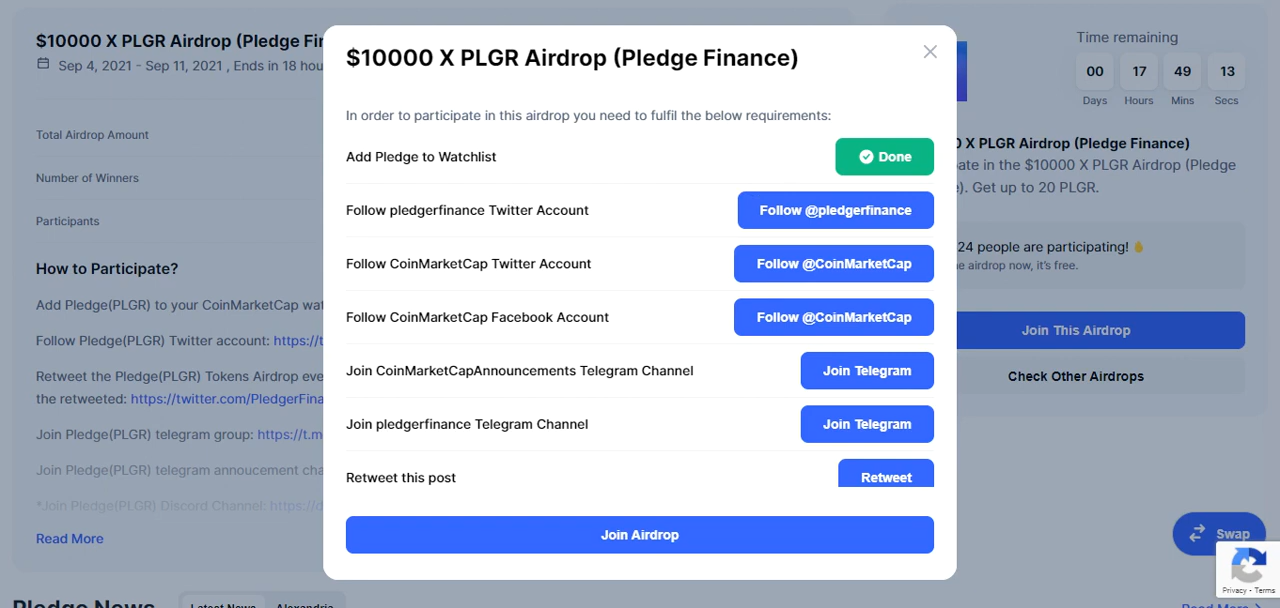 $10000 X PLGR Airdrop (Pledge Fi
Sep 4, 2021 - Sep 11, 2021 , Ends in 18 hou
Total Airdrop Amount
Number of Winners
Participants
How to Participate?
Add Pledge(PLGR) to your CoinMarketCap wat
Follow Pledge(PLGR) Twitter account: https://t
Retweet the Pledge(PLGR) Tokens Airdrop eve
the retweeted: https://twitter.com/PledgerFina
Join Pledge(PLGR) telegram group: https://t.m
Join Pledge(PLGR) telegram annoucement cha
*Join Pledge(PLGR) Discord Channel: https://d
Read More
Pledge News
Latest News Alexandria
$10000 X PLGR Airdrop (Pledge Finance)
In order to participate in this airdrop you need to fulfil the below requirements:
Add Pledge to Watchlist Done
Follow pledgerfinance Twitter Account Follow @pledgerfinance
Follow CoinMarketCap Twitter Account Follow @CoinMarketCap
Follow CoinMarketCap Facebook Account Follow @CoinMarketCap
Join CoinMarketCapAnnouncements Telegram Channel Join Telegram
Join pledgerfinance Telegram Channel Join Telegram
Retweet this post Retweet
Join Airdrop
Time remaining
00 17 49 13
Days Hours Mins Secs
0 X PLGR Airdrop (Pledge Finance)
ate in the $10000 X PLGR Airdrop (Pledge
e). Get up to 20 PLGR.
24 people are participating!
e airdrop now, it's free.
Join This Airdrop
Check Other Airdrops
Swap
Privacy - Terms
Read More